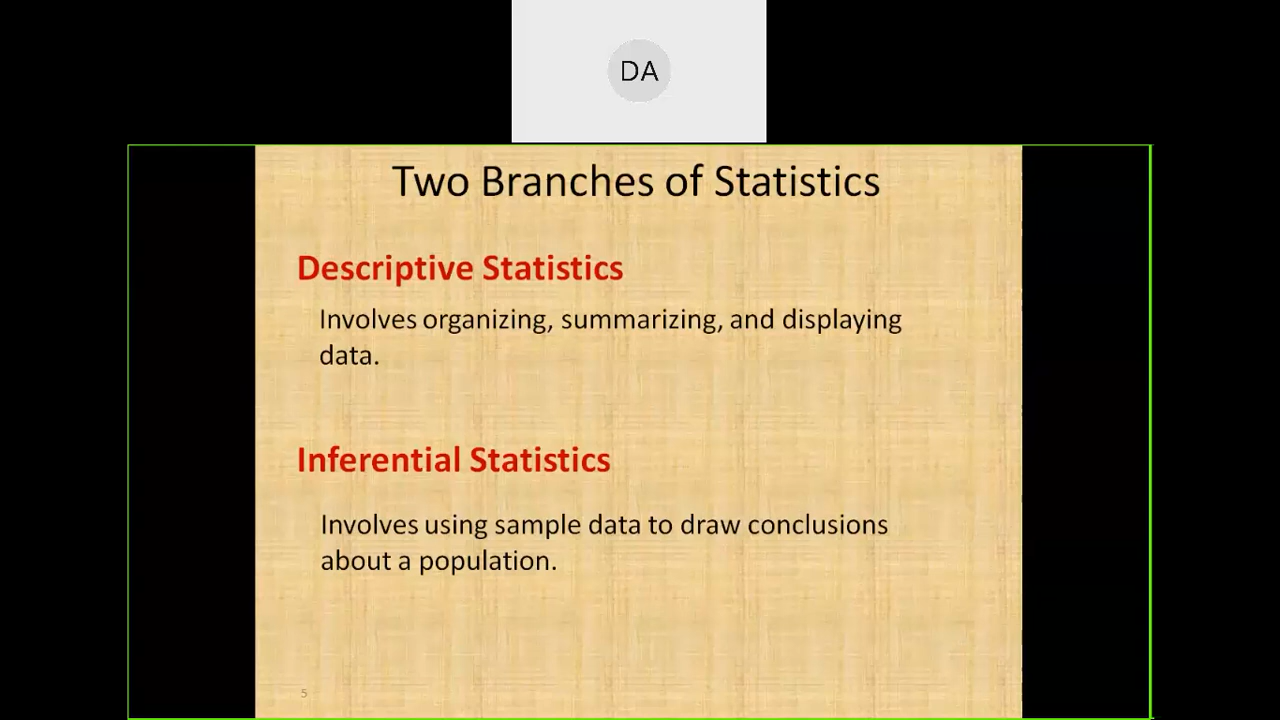 DA
Two Branches of Statistics
Descriptive Statistics
Involves organizing, summarizing, and displaying
data.
Inferential Statistics
Involves using sample data to draw conclusions
about a population.
5